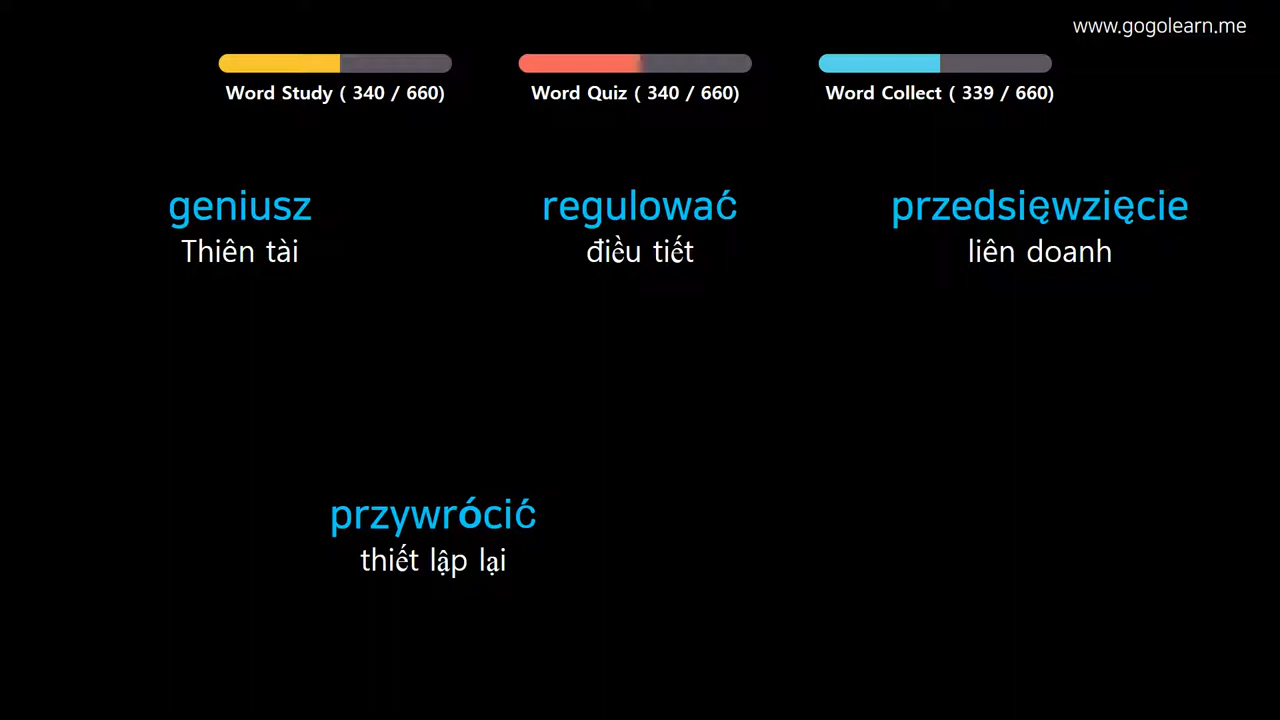 www.gogolearn.me
Word Study ( 340 / 660)
Word Quiz ( 340 / 660)
Word Collect ( 339 / 660)
geniusz
Thiên tài
regulować
điều tiết
przedsięwzięcie
liên doanh
przywrócić
thiết lập lại